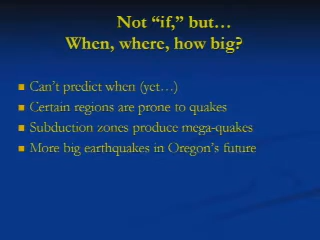 Not “if,” but…
When, where, how big?
Can’t predict when (yet…)
Certain regions are prone to quakes
Subduction zones produce mega-quakes
More big earthquakes in Oregon’s future